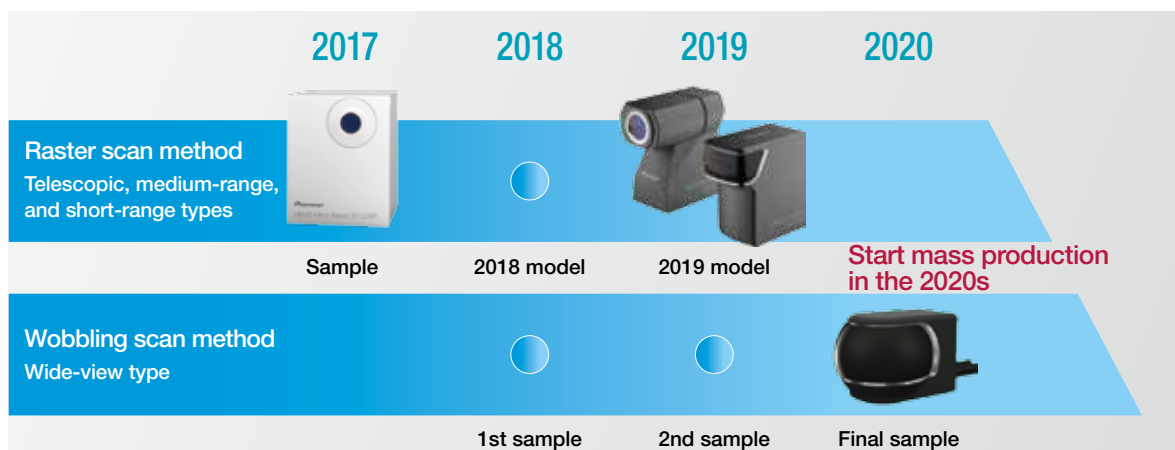 2017
2018
2019
2020
Raster scan method
Telescopic, medium-range,
and short-range types
Pioneer
Sample
2018 model
2019 model
Start mass production
in the 2020s
Wobbling scan method
Wide-view type
1st sample
2nd sample
Final sample